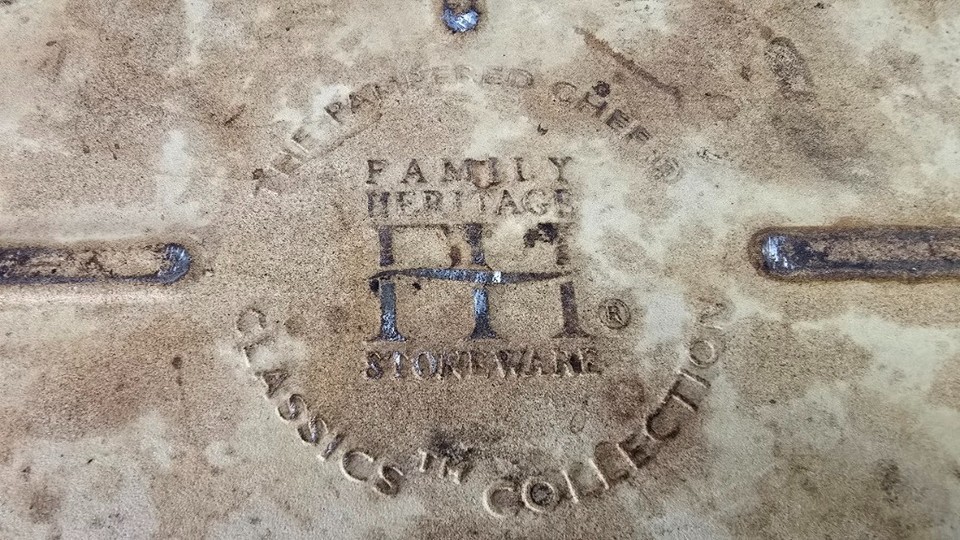 THE PAMPERED CHEF ®
FAMILY
HERITAGE
FH
®
STONEWARE
CLASSICS™ COLLECTION